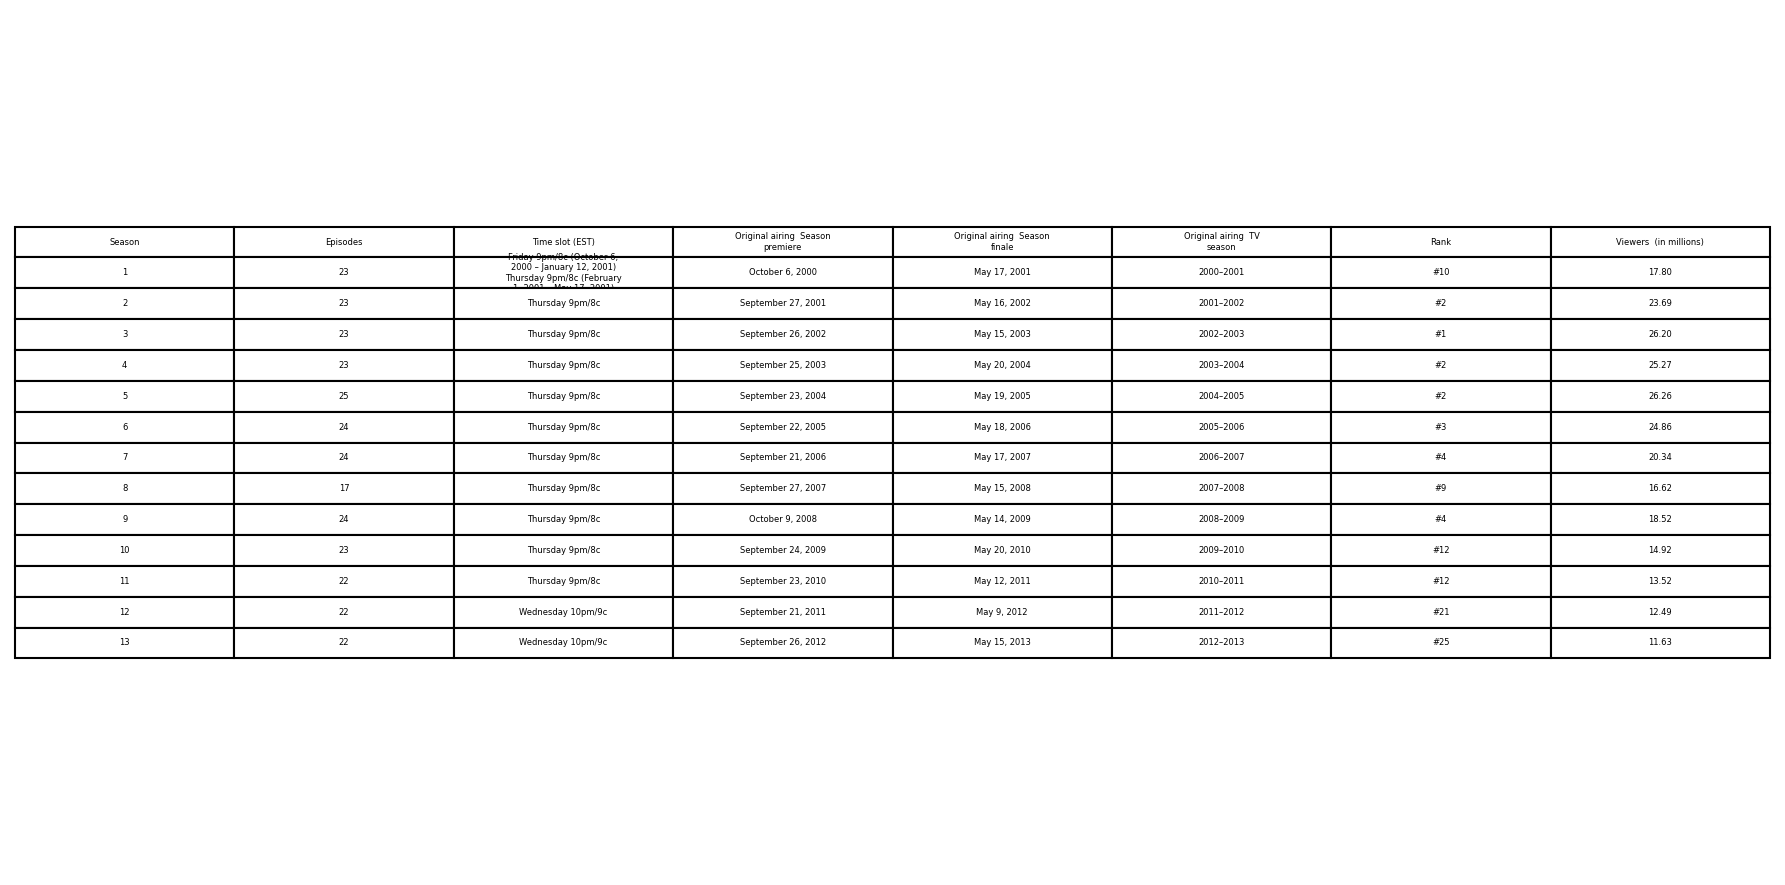 Season Episodes Time slot (EST) Original airing  Season premiere Original airing  Season finale Original airing  TV season Rank Viewers  (in millions)
1 23 Friday 9pm/8c (October 6, 2000 – January 12, 2001) Thursday 9pm/8c (February 1, 2001 – May 17, 2001) October 6, 2000 May 17, 2001 2000–2001 #10 17.80
2 23 Thursday 9pm/8c September 27, 2001 May 16, 2002 2001–2002 #2 23.69
3 23 Thursday 9pm/8c September 26, 2002 May 15, 2003 2002–2003 #1 26.20
4 23 Thursday 9pm/8c September 25, 2003 May 20, 2004 2003–2004 #2 25.27
5 25 Thursday 9pm/8c September 23, 2004 May 19, 2005 2004–2005 #2 26.26
6 24 Thursday 9pm/8c September 22, 2005 May 18, 2006 2005–2006 #3 24.86
7 24 Thursday 9pm/8c September 21, 2006 May 17, 2007 2006–2007 #4 20.34
8 17 Thursday 9pm/8c September 27, 2007 May 15, 2008 2007–2008 #9 16.62
9 24 Thursday 9pm/8c October 9, 2008 May 14, 2009 2008–2009 #4 18.52
10 23 Thursday 9pm/8c September 24, 2009 May 20, 2010 2009–2010 #12 14.92
11 22 Thursday 9pm/8c September 23, 2010 May 12, 2011 2010–2011 #12 13.52
12 22 Wednesday 10pm/9c September 21, 2011 May 9, 2012 2011–2012 #21 12.49
13 22 Wednesday 10pm/9c September 26, 2012 May 15, 2013 2012–2013 #25 11.63